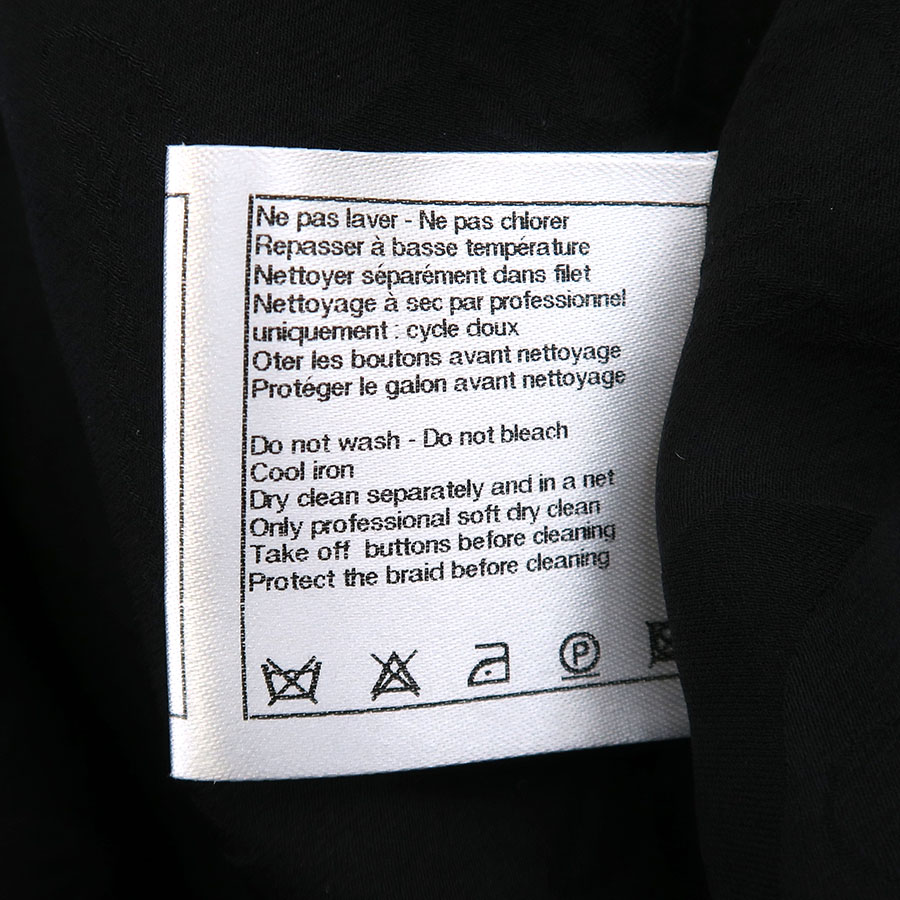 Ne pas laver - Ne pas chlorer
Repasser à basse température
Nettoyer séparément dans filet
Nettoyage à sec par professionnel
uniquement : cycle doux
Oter les boutons avant nettoyage
Protéger le galon avant nettoyage
Do not wash - Do not bleach
Cool iron
Dry clean separately and in a net
Only professional soft dry clean
Take off buttons before cleaning
Protect the braid before cleaning
P